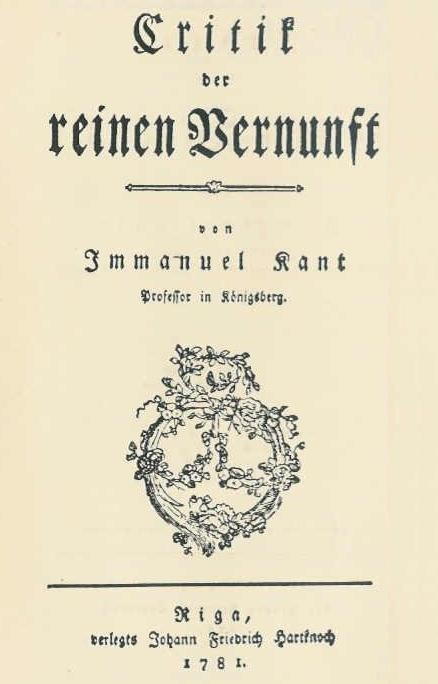 Critik
der
reinen Vernunft
von
Immanuel Kant
Professor in Königsberg.
Riga,
verlegts Johann Friedrich Hartknoch
1781.